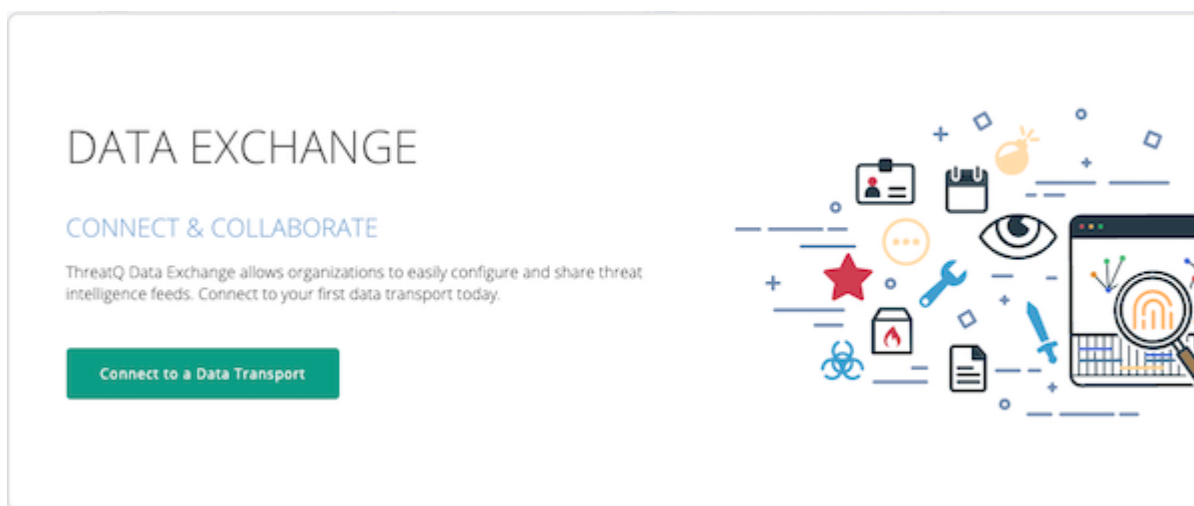 DATA EXCHANGE
CONNECT & COLLABORATE
ThreatQ Data Exchange allows organizations to easily configure and share threat
intelligence feeds. Connect to your first data transport today.
Connect to a Data Transport